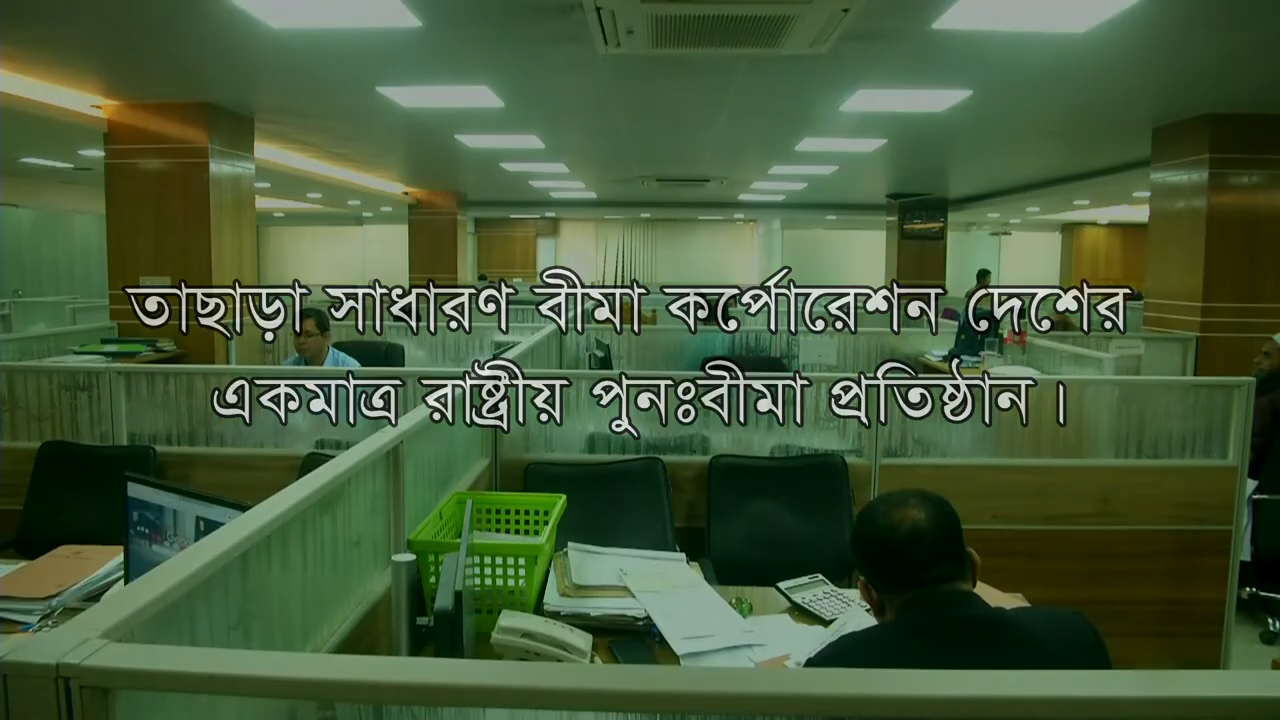 তাছাড়া সাধারণ বীমা কর্পোরেশন দেশের
একমাত্র রাষ্ট্রীয় পুনঃবীমা প্রতিষ্ঠান।